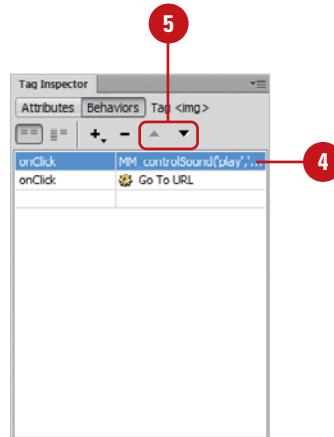 5
Tag Inspector
Attributes Behaviors Tag <img>
onClick MM_controlSound('play','...
4
onClick Go To URL